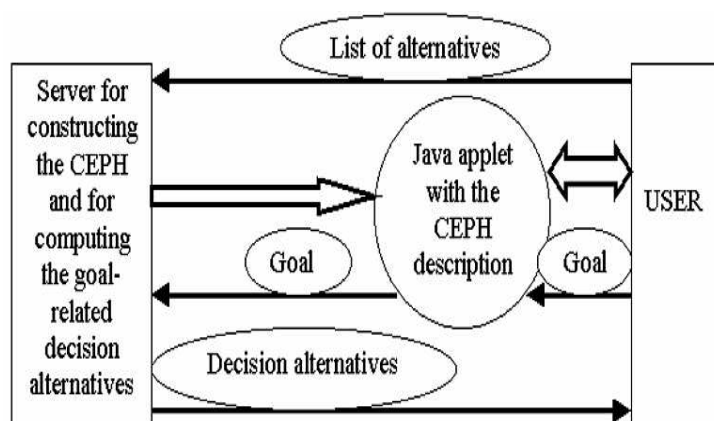 List of alternatives
Server for
constructing
the CEPH
and for
computing
the goal-
related
decision
alternatives
Java applet
with the
CEPH
description
USER
Goal
Goal
Decision alternatives